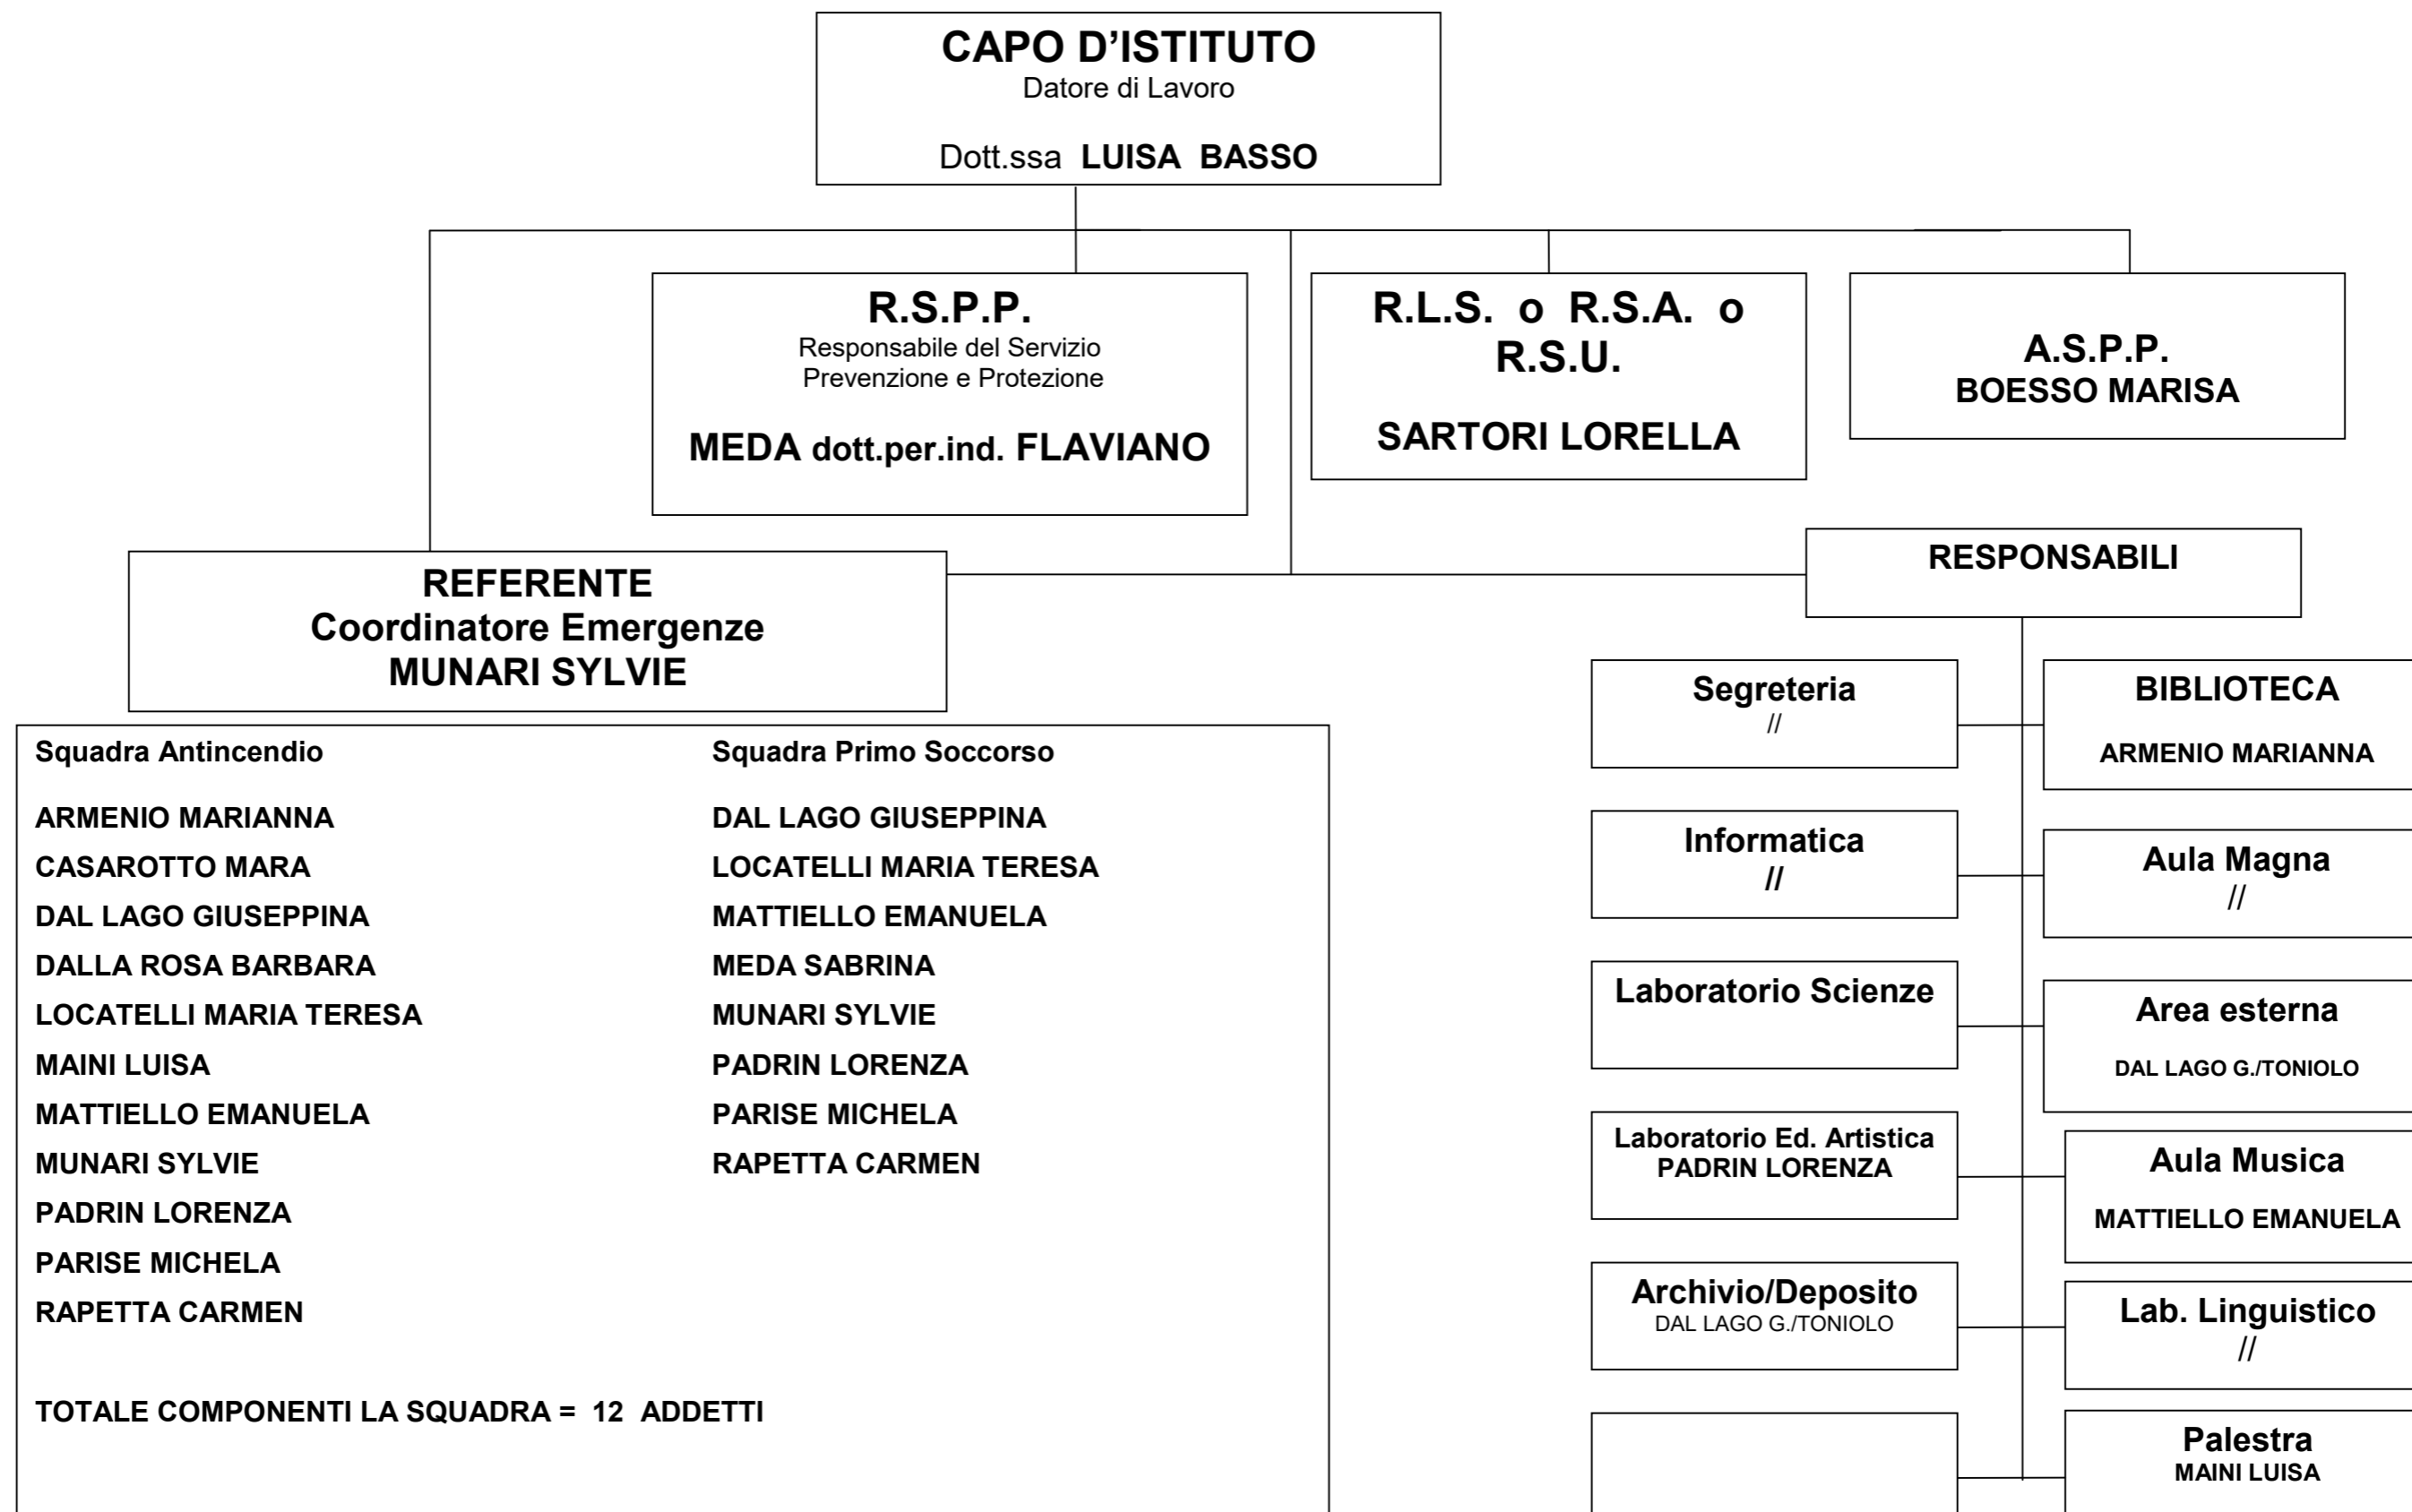 CAPO D’ISTITUTO
Datore di Lavoro
Dott.ssa LUISA BASSO
R.S.P.P.
Responsabile del Servizio
Prevenzione e Protezione
MEDA dott.per.ind. FLAVIANO
R.L.S. o R.S.A. o
R.S.U.
SARTORI LORELLA
A.S.P.P.
BOESSO MARISA
REFERENTE
Coordinatore Emergenze
MUNARI SYLVIE
RESPONSABILI
Squadra Antincendio
ARMENIO MARIANNA
CASAROTTO MARA
DAL LAGO GIUSEPPINA
DALLA ROSA BARBARA
LOCATELLI MARIA TERESA
MAINI LUISA
MATTIELLO EMANUELA
MUNARI SYLVIE
PADRIN LORENZA
PARISE MICHELA
RAPETTA CARMEN
Squadra Primo Soccorso
DAL LAGO GIUSEPPINA
LOCATELLI MARIA TERESA
MATTIELLO EMANUELA
MEDA SABRINA
MUNARI SYLVIE
PADRIN LORENZA
PARISE MICHELA
RAPETTA CARMEN
TOTALE COMPONENTI LA SQUADRA = 12 ADDETTI
Segreteria
//
BIBLIOTECA
ARMENIO MARIANNA
Informatica
//
Aula Magna
//
Laboratorio Scienze
Area esterna
DAL LAGO G./TONIOLO
Laboratorio Ed. Artistica
PADRIN LORENZA
Aula Musica
MATTIELLO EMANUELA
Archivio/Deposito
DAL LAGO G./TONIOLO
Lab. Linguistico
//
Palestra
MAINI LUISA